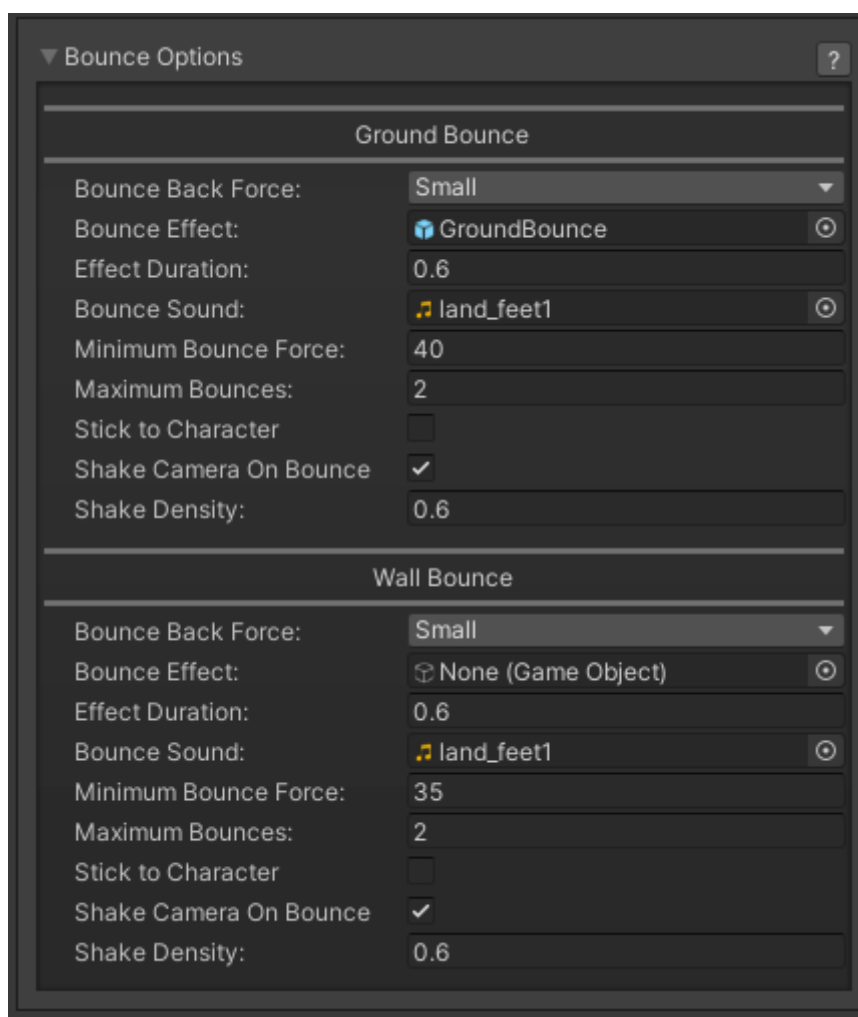 Bounce Options
?
Ground Bounce
Bounce Back Force: Small
Bounce Effect: GroundBounce
Effect Duration: 0.6
Bounce Sound: land_feet1
Minimum Bounce Force: 40
Maximum Bounces: 2
Stick to Character
Shake Camera On Bounce
Shake Density: 0.6
Wall Bounce
Bounce Back Force: Small
Bounce Effect: None (Game Object)
Effect Duration: 0.6
Bounce Sound: land_feet1
Minimum Bounce Force: 35
Maximum Bounces: 2
Stick to Character
Shake Camera On Bounce
Shake Density: 0.6